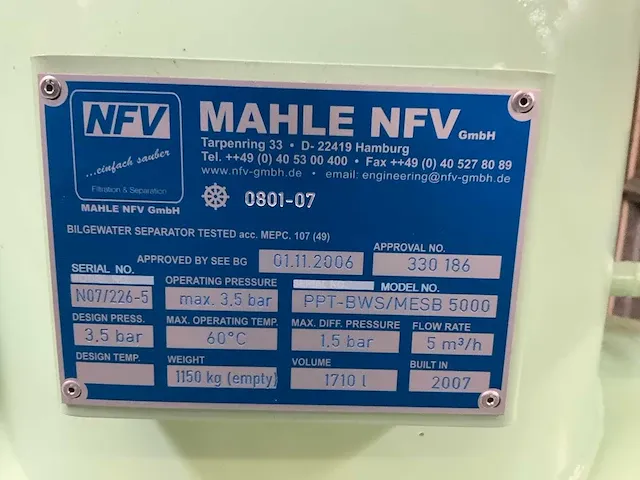 NFV
...einfach sauber
Filtration & Separation
MAHLE NFV GmbH
MAHLE NFV GmbH
Tarpenring 33 • D- 22419 Hamburg
Tel. ++49 (0) 40 53 00 400 • Fax ++49 (0) 40 527 80 89
www.nfv-gmbh.de • email: engineering@nfv-gmbh.de
0801-07
BILGEWATER SEPARATOR TESTED acc. MEPC. 107 (49)
APPROVED BY SEE BG 01.11.2006
APPROVAL NO. 330 186
SERIAL NO. N07/226-5
OPERATING PRESSURE max. 3,5 bar
MODEL NO. PPT-BWS/MESB 5000
DESIGN PRESS. 3,5 bar
MAX. OPERATING TEMP. 60°C
MAX. DIFF. PRESSURE 1,5 bar
FLOW RATE 5 m³/h
DESIGN TEMP.
WEIGHT 1150 kg (empty)
VOLUME 1710 l
BUILT IN 2007